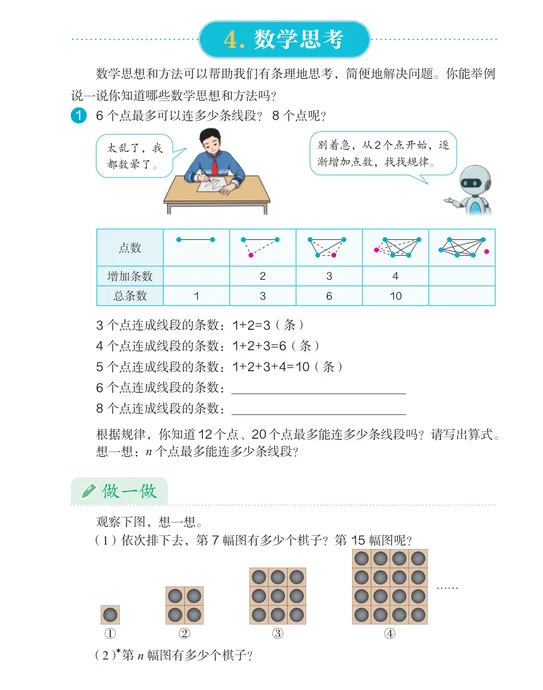 4. 数学思考
数学思想和方法可以帮助我们有条理地思考，简便地解决问题。你能举例
说一说你知道哪些数学思想和方法吗？
1 6个点最多可以连多少条线段？ 8个点呢？
太乱了，我
都数晕了。
别着急，从2个点开始，逐
渐增加点数，找找规律。
点数
增加条数 2 3 4
总条数 1 3 6 10
3个点连成线段的条数：1+2=3（条）
4个点连成线段的条数：1+2+3=6（条）
5个点连成线段的条数：1+2+3+4=10（条）
6个点连成线段的条数：
8个点连成线段的条数：
根据规律，你知道12个点、20个点最多能连多少条线段吗？请写出算式。
想一想：n个点最多能连多少条线段？
做一做
观察下图，想一想。
（1）依次排下去，第7幅图有多少个棋子？第15幅图呢？
……
① ② ③ ④
（2）*第n幅图有多少个棋子？